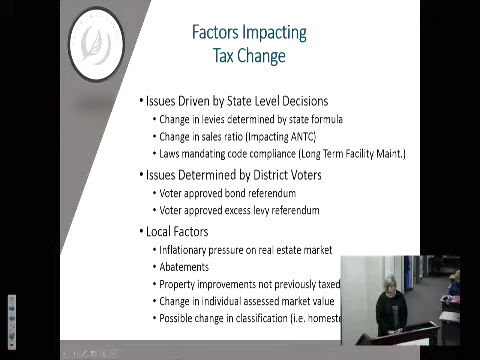 Factors Impacting
Tax Change
• Issues Driven by State Level Decisions
• Change in levies determined by state formula
• Change in sales ratio (Impacting ANTC)
• Laws mandating code compliance (Long Term Facility Maint.)
• Issues Determined by District Voters
• Voter approved bond referendum
• Voter approved excess levy referendum
• Local Factors
• Inflationary pressure on real estate market
• Abatements
• Property improvements not previously taxed
• Change in individual assessed market value
• Possible change in classification (i.e. homeste